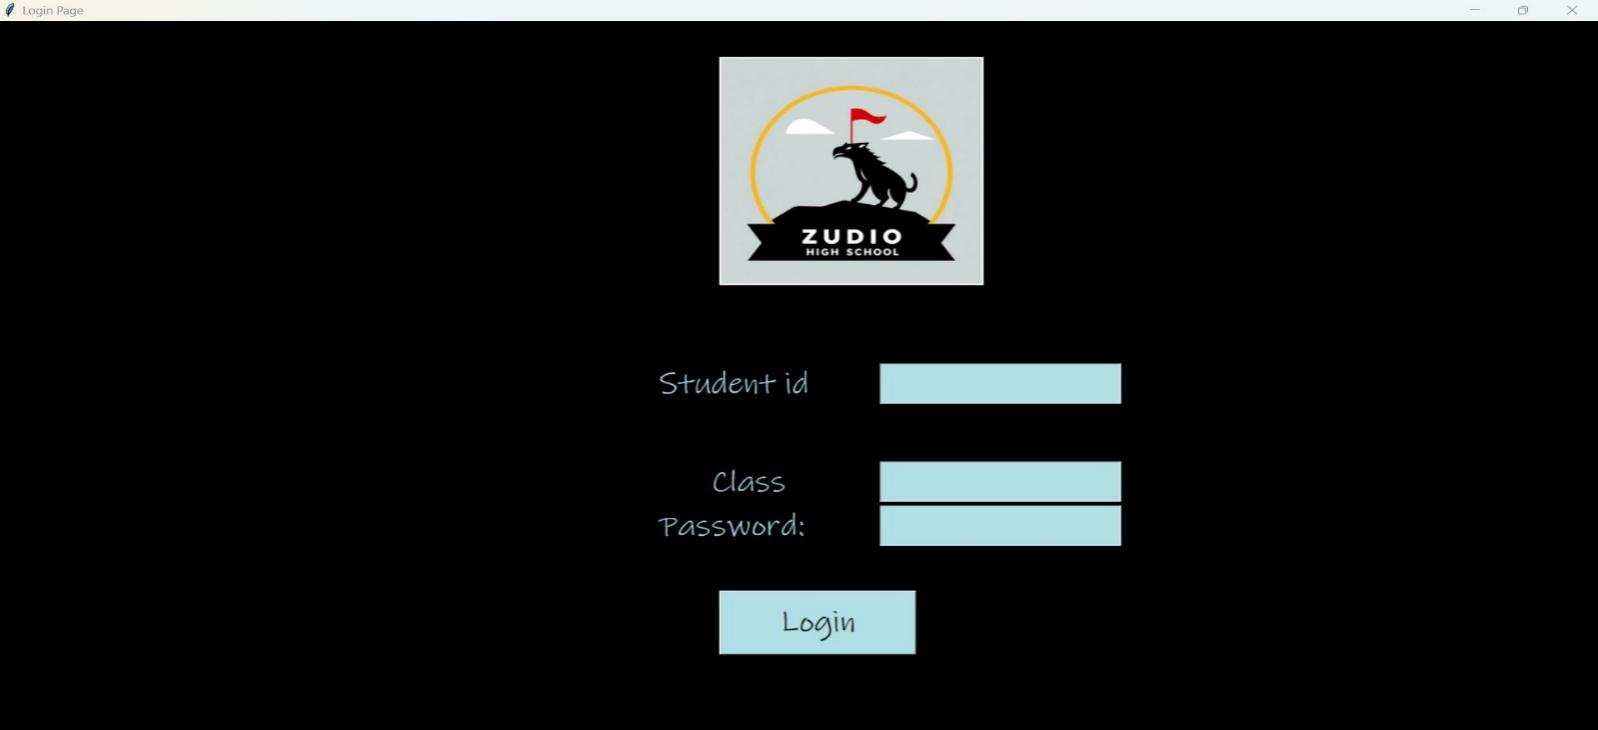 Login Page
ZUDIO
HIGH SCHOOL
Student id
Class
Password:
Login